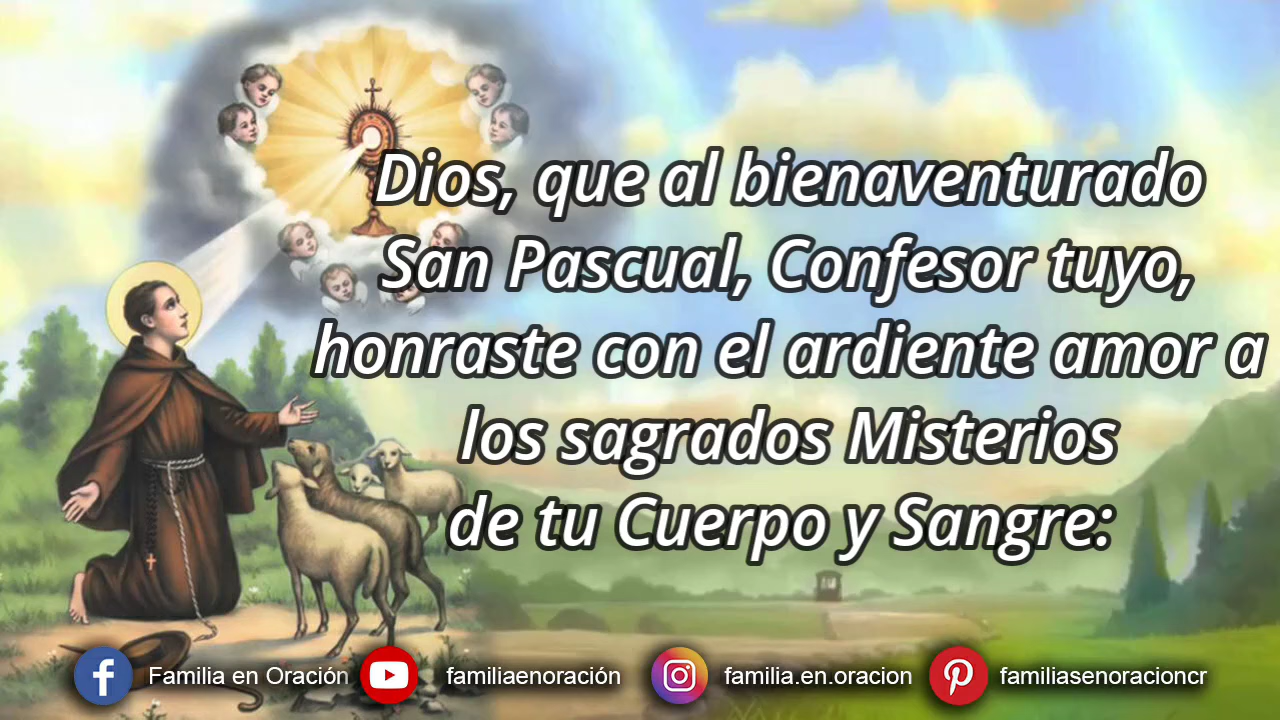 Dios, que al bienaventurado
San Pascual, Confesor tuyo,
honraste con el ardiente amor a
los sagrados Misterios
de tu Cuerpo y Sangre:
Familia en Oración familiaenoración familia.en.oracion familiasenoracioncr